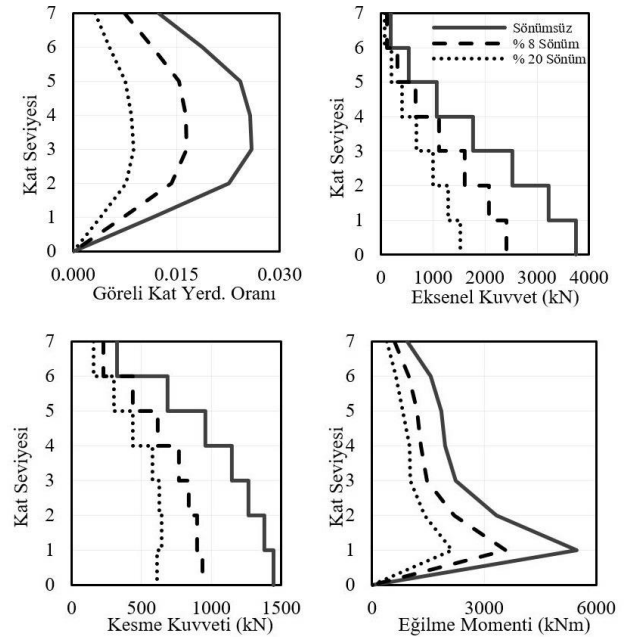 7
6
5
4
3
2
1
0
Kat Seviyesi
0.000 0.015 0.030
Göreli Kat Yerd. Oranı
7
6
5
4
3
2
1
0
Kat Seviyesi
Sönümsüz
% 8 Sönüm
% 20 Sönüm
0 1000 2000 3000 4000
Eksenel Kuvvet (kN)
7
6
5
4
3
2
1
0
Kat Seviyesi
0 500 1000 1500
Kesme Kuvveti (kN)
7
6
5
4
3
2
1
0
Kat Seviyesi
0 3000 6000
Eğilme Momenti (kNm)